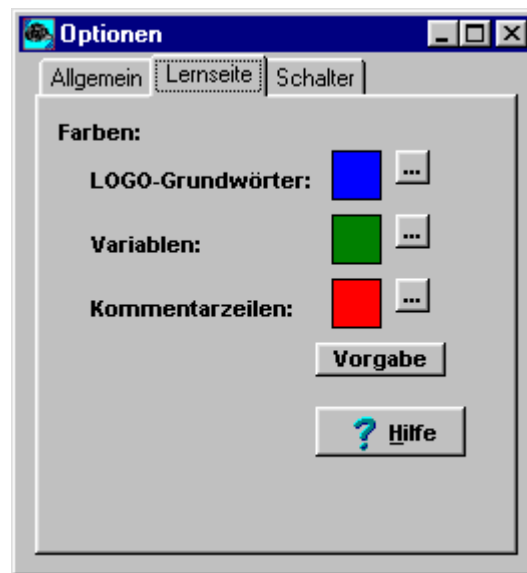 Optionen
Allgemein Lernseite Schalter
Farben:
LOGO-Grundwörter: ...
Variablen: ...
Kommentarzeilen: ...
Vorgabe
? Hilfe